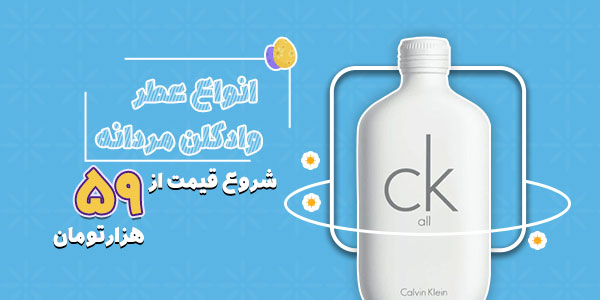 انواع عطر
وادکلن مردانه
شروع قیمت از
۵۹
هزارتومان
ck
all
Calvin Klein